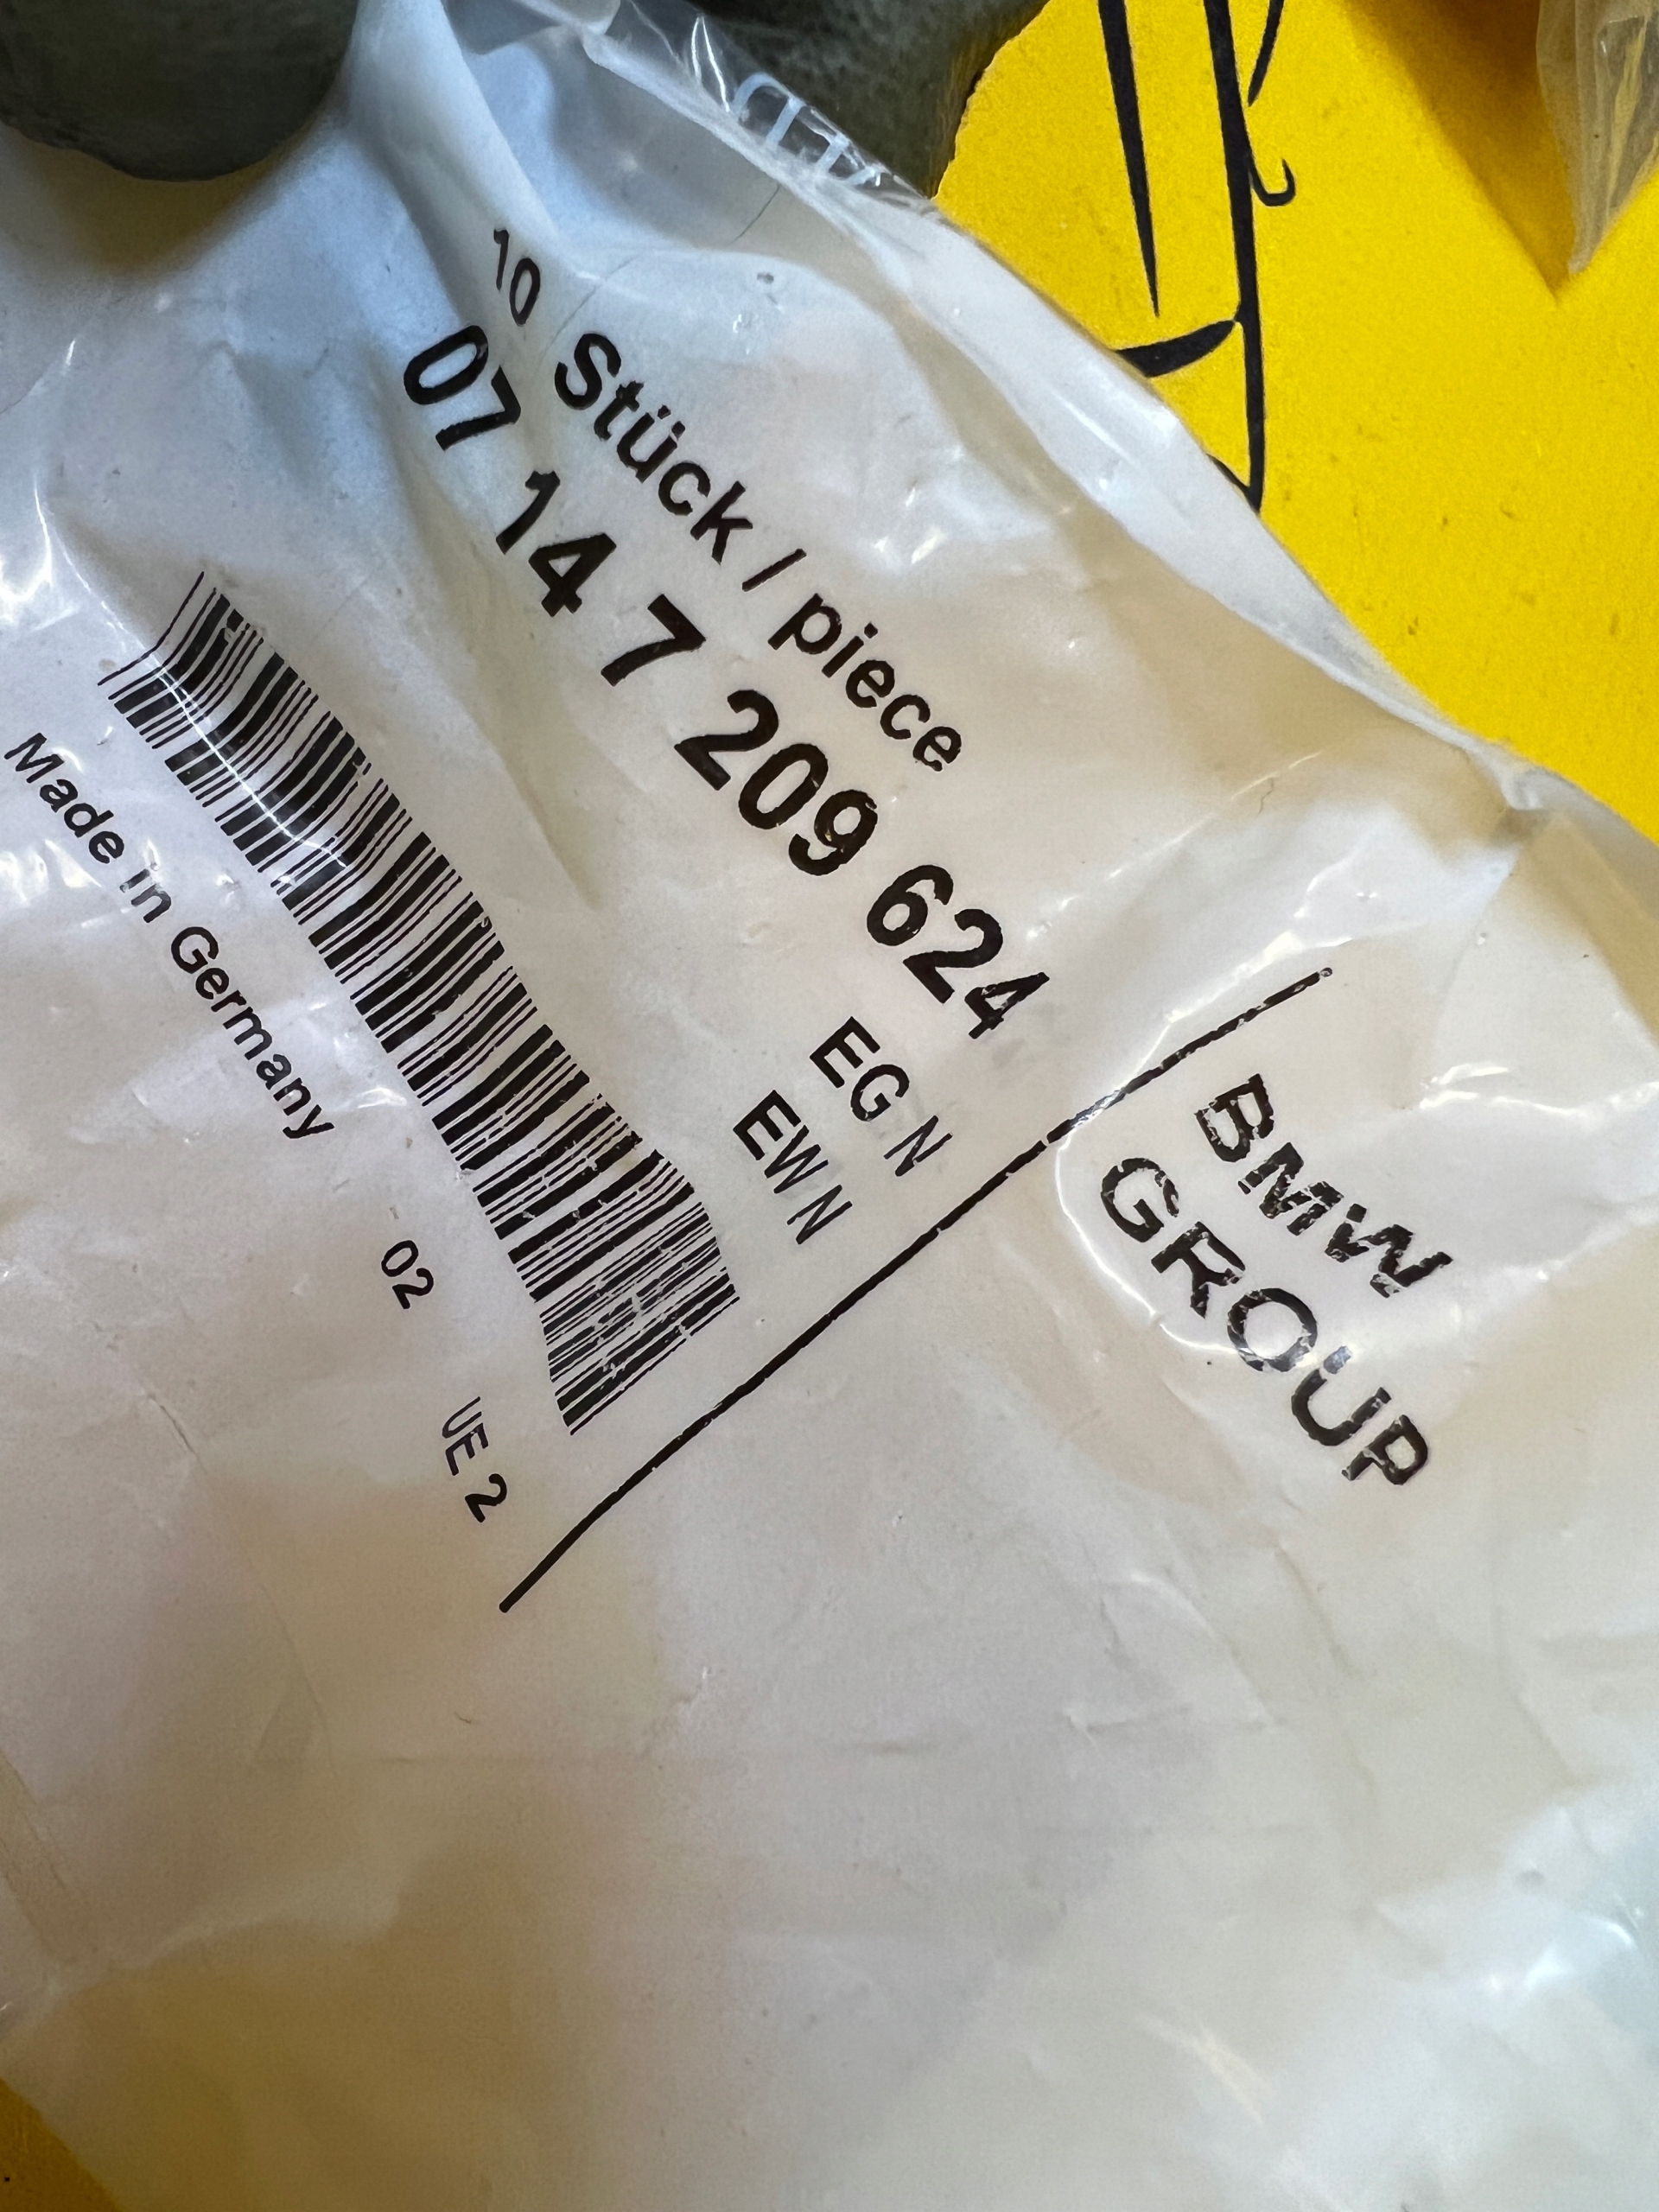 BMW
GROUP
10 Stück / piece
07 14 7 209 624
EG N
EW N
Made in Germany 02 UE 2